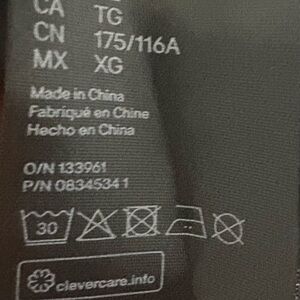 CA TG
CN 175/116A
MX XG
Made in China
Fabriqué en Chine
Hecho en China
O/N 133961
P/N 08345341
30
clevercare.info